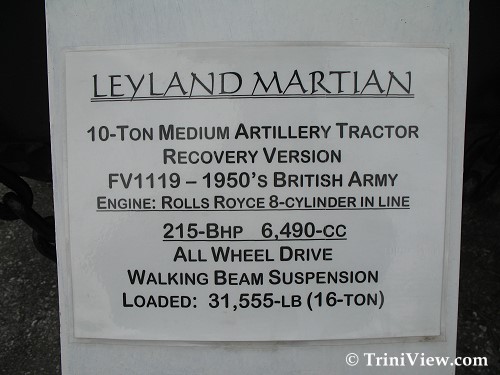 LEYLAND MARTIAN
10-TON MEDIUM ARTILLERY TRACTOR
RECOVERY VERSION
FV1119 – 1950'S BRITISH ARMY
ENGINE: ROLLS ROYCE 8-CYLINDER IN LINE
215-BHP 6,490-CC
ALL WHEEL DRIVE
WALKING BEAM SUSPENSION
LOADED: 31,555-LB (16-TON)
© TriniView.com